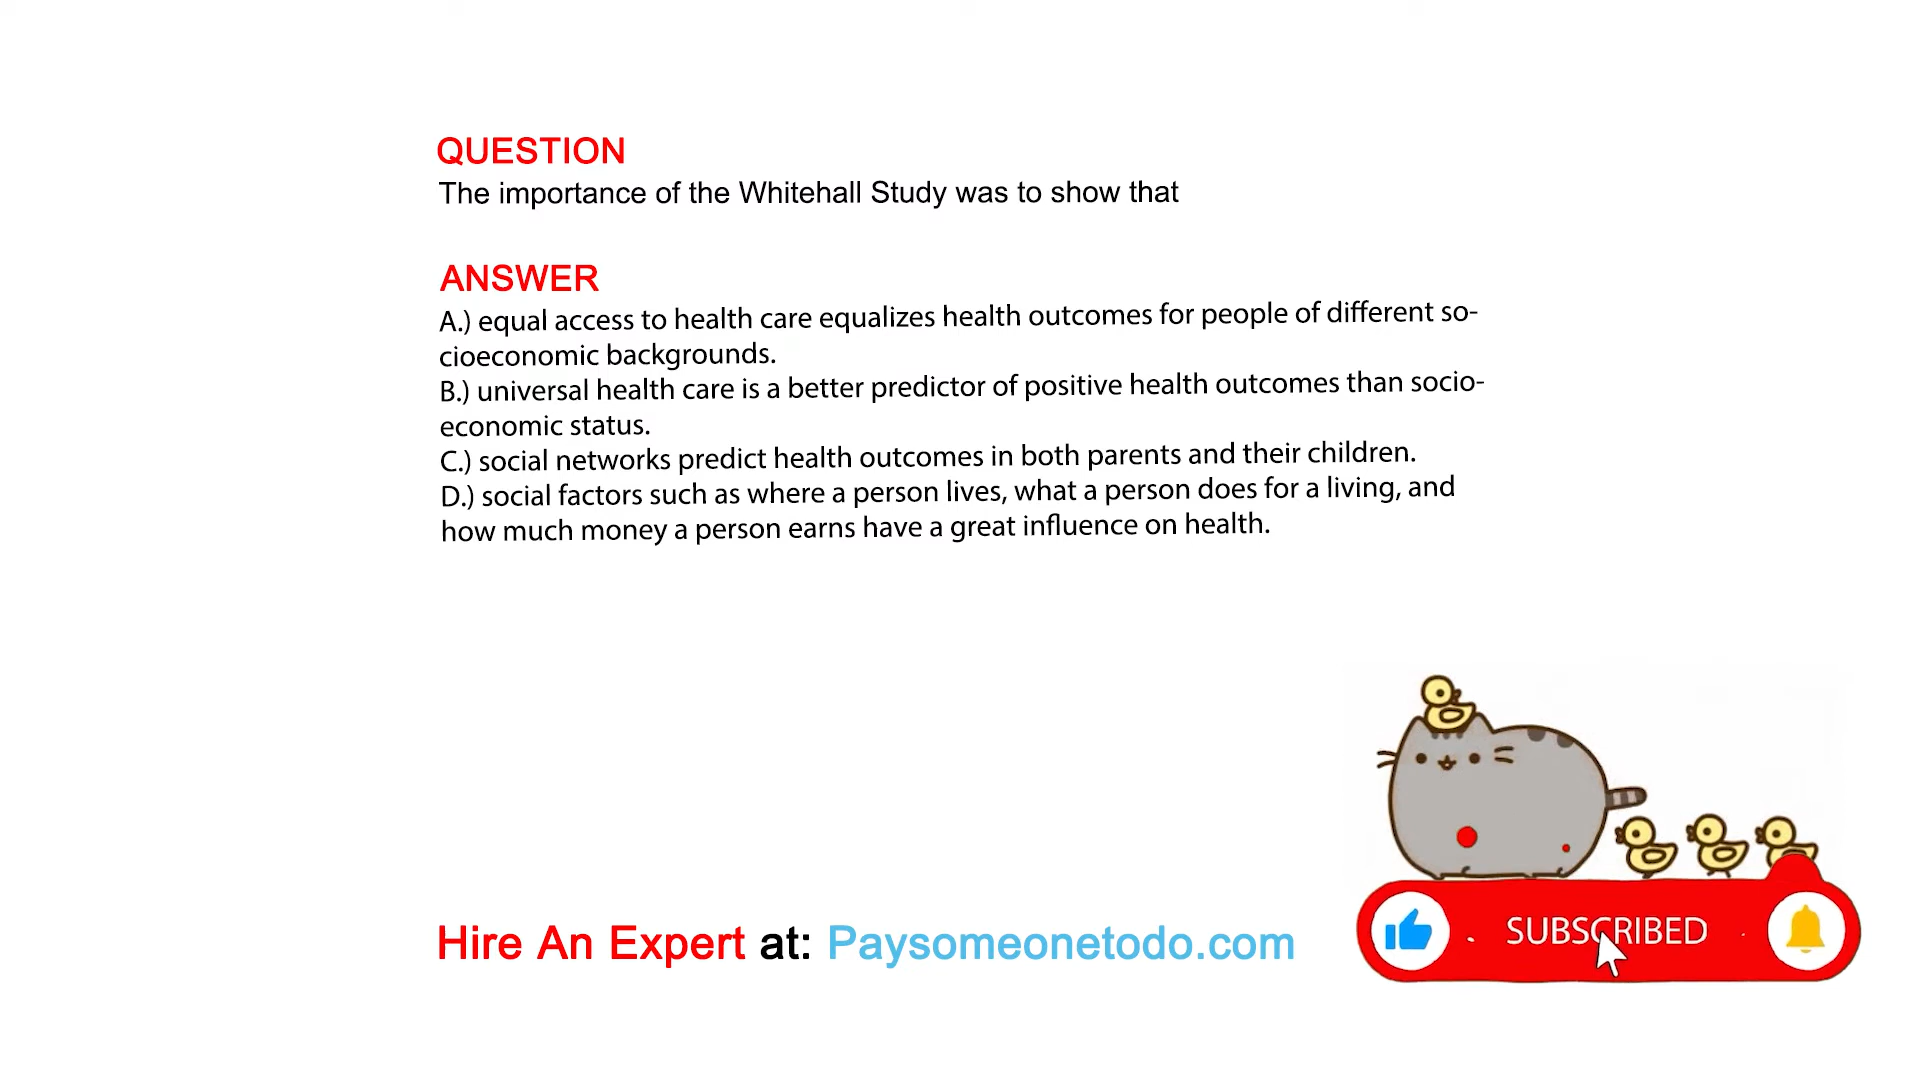 QUESTION
The importance of the Whitehall Study was to show that
ANSWER
A.) equal access to health care equalizes health outcomes for people of different so-
cioeconomic backgrounds.
B.) universal health care is a better predictor of positive health outcomes than socio-
economic status.
C.) social networks predict health outcomes in both parents and their children.
D.) social factors such as where a person lives, what a person does for a living, and
how much money a person earns have a great influence on health.
Hire An Expert at: Paysomeonetodo.com
SUBSCRIBED